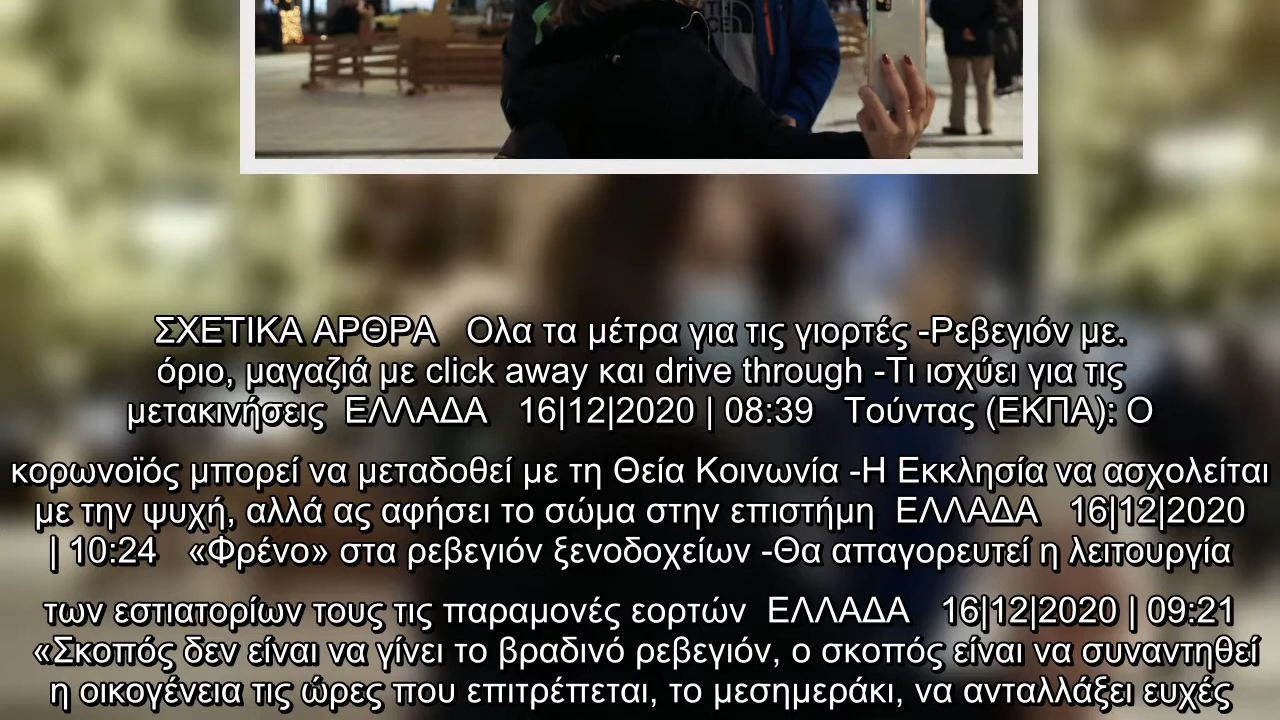 ΣΧΕΤΙΚΑ ΑΡΘΡΑ Ολα τα μέτρα για τις γιορτές -Ρεβεγιόν με.
όριο, μαγαζιά με click away και drive through -Τι ισχύει για τις
μετακινήσεις ΕΛΛΑΔΑ 16|12|2020 | 08:39 Τούντας (ΕΚΠΑ): Ο
κορωνοϊός μπορεί να μεταδοθεί με τη Θεία Κοινωνία -Η Εκκλησία να ασχολείται
με την ψυχή, αλλά ας αφήσει το σώμα στην επιστήμη ΕΛΛΑΔΑ 16|12|2020
| 10:24 «Φρένο» στα ρεβεγιόν ξενοδοχείων -Θα απαγορευτεί η λειτουργία
των εστιατορίων τους τις παραμονές εορτών ΕΛΛΑΔΑ 16|12|2020 | 09:21
«Σκοπός δεν είναι να γίνει το βραδινό ρεβεγιόν, ο σκοπός είναι να συναντηθεί
η οικογένεια τις ώρες που επιτρέπεται, το μεσημεράκι, να ανταλλάξει ευχές